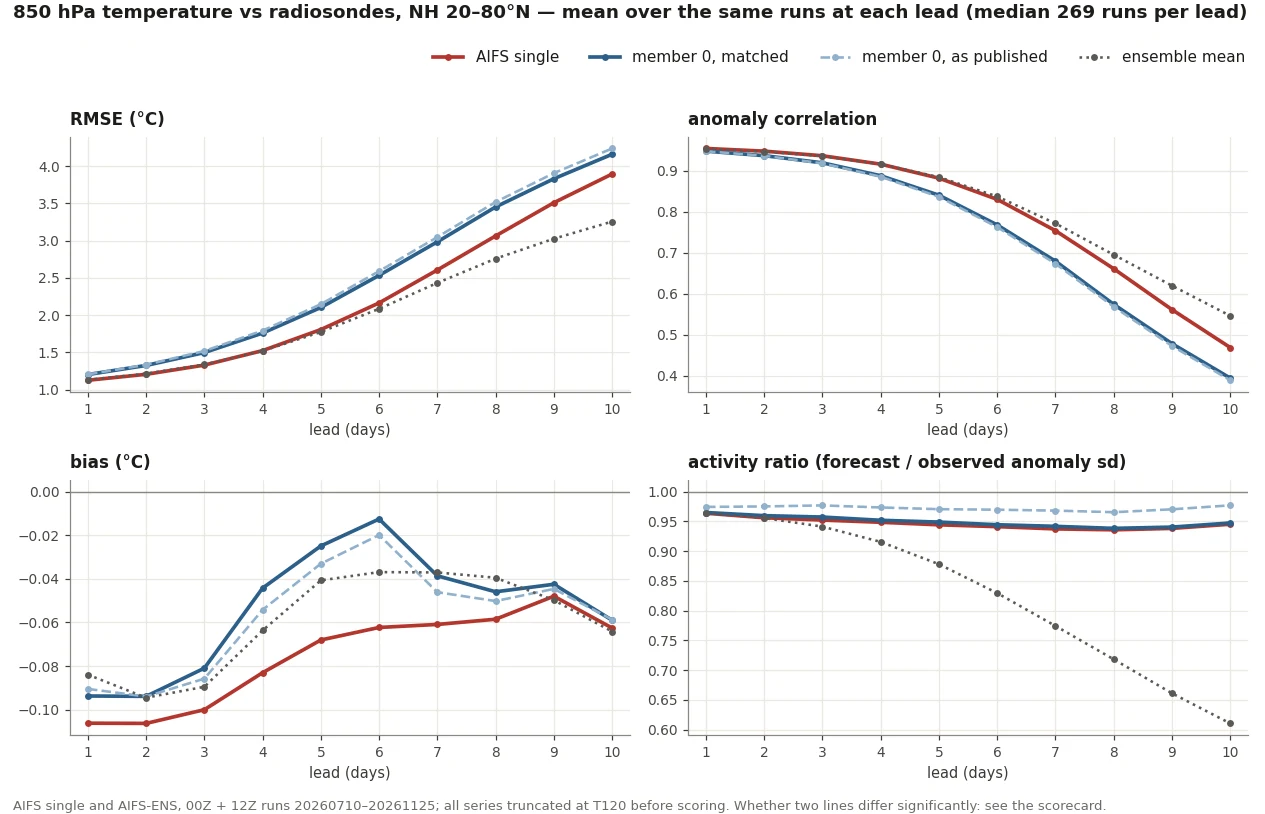 850 hPa temperature vs radiosondes, NH 20–80°N — mean over the same runs at each lead (median 269 runs per lead)
AIFS single member 0, matched member 0, as published ensemble mean
RMSE (°C)
4.0
3.5
3.0
2.5
2.0
1.5
1.0
1 2 3 4 5 6 7 8 9 10
lead (days)
anomaly correlation
0.9
0.8
0.7
0.6
0.5
0.4
1 2 3 4 5 6 7 8 9 10
lead (days)
bias (°C)
0.00
−0.02
−0.04
−0.06
−0.08
−0.10
1 2 3 4 5 6 7 8 9 10
lead (days)
activity ratio (forecast / observed anomaly sd)
1.00
0.95
0.90
0.85
0.80
0.75
0.70
0.65
0.60
1 2 3 4 5 6 7 8 9 10
lead (days)
AIFS single and AIFS-ENS, 00Z + 12Z runs 20260710–20261125; all series truncated at T120 before scoring. Whether two lines differ significantly: see the scorecard.